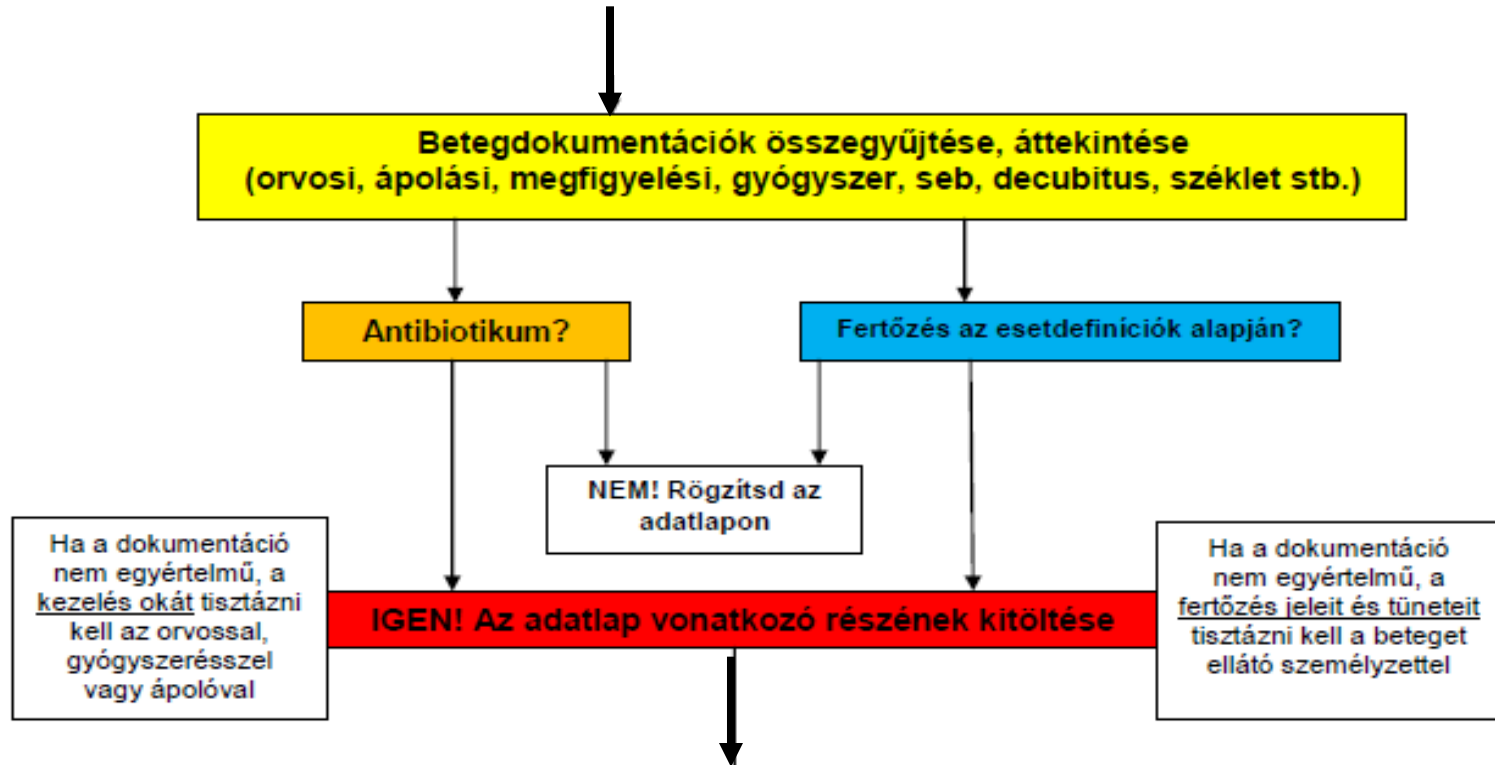 Betegdokumentációk összegyűjtése, áttekintése
(orvosi, ápolási, megfigyelési, gyógyszer, seb, decubitus, széklet stb.)
Antibiotikum?
Fertőzés az esetdefiníciók alapján?
NEM! Rögzítsd az
adatlapon
Ha a dokumentáció
nem egyértelmű, a
kezelés okát tisztázni
kell az orvossal,
gyógyszerésszel
vagy ápolóval
IGEN! Az adatlap vonatkozó részének kitöltése
Ha a dokumentáció
nem egyértelmű, a
fertőzés jeleit és tüneteit
tisztázni kell a beteget
ellátó személyzettel